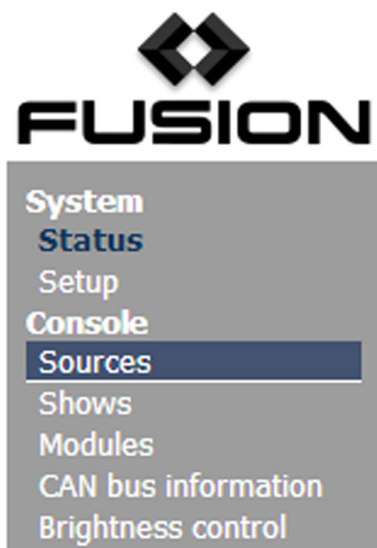 FUSION
System
Status
Setup
Console
Sources
Shows
Modules
CAN bus information
Brightness control